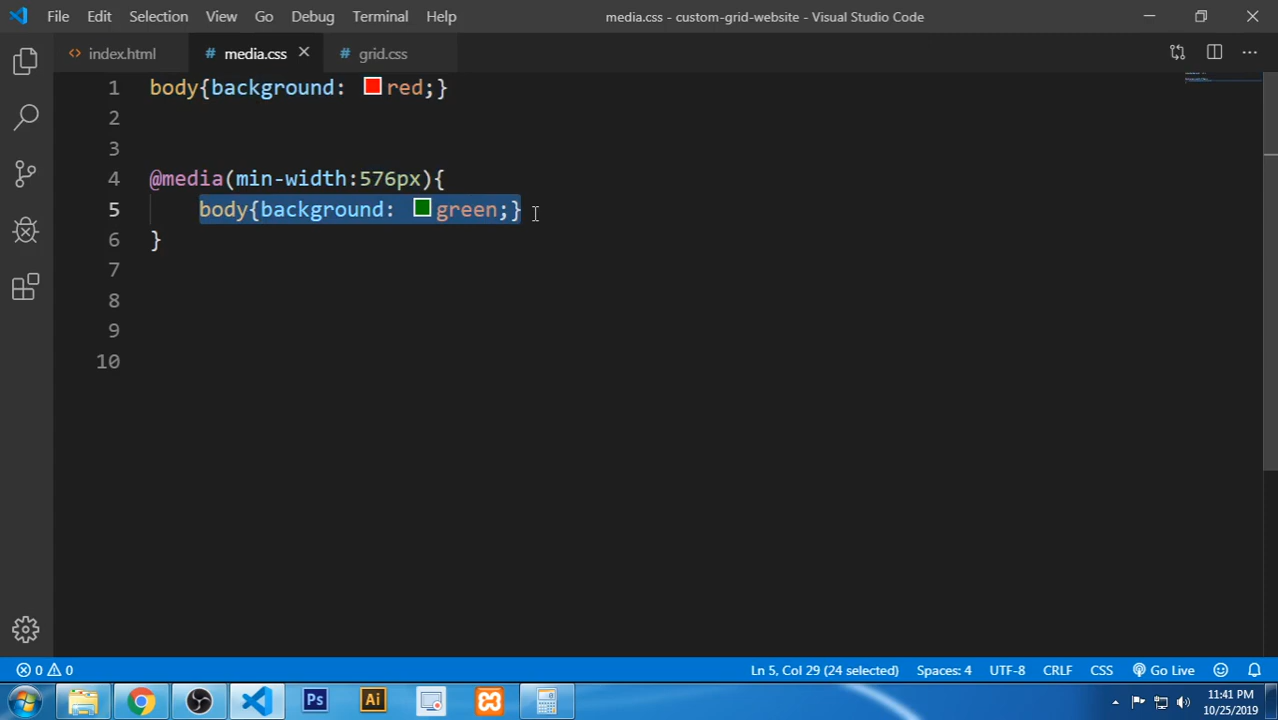 File Edit Selection View Go Debug Terminal Help media.css - custom-grid-website - Visual Studio Code
index.html # media.css # grid.css
1 body{background: red;}
2
3
4 @media(min-width:576px){
5 body{background: green;}
6 }
7
8
9
10
0 0 Ln 5, Col 29 (24 selected) Spaces: 4 UTF-8 CRLF CSS Go Live
Ps Ai 11:41 PM
10/25/2019